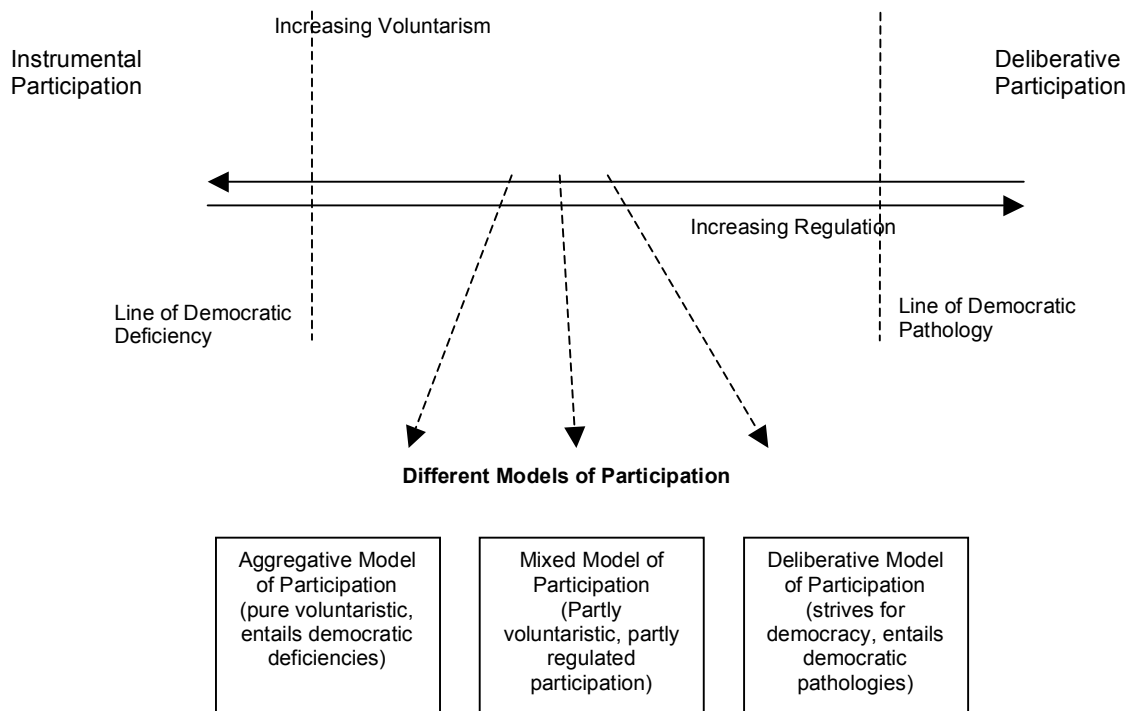 Increasing Voluntarism
Instrumental
Participation
Deliberative
Participation
Increasing Regulation
Line of Democratic
Deficiency
Line of Democratic
Pathology
Different Models of Participation
Aggregative Model
of Participation
(pure voluntaristic,
entails democratic
deficiencies)
Mixed Model of
Participation
(Partly
voluntaristic, partly
regulated
participation)
Deliberative Model
of Participation
(strives for
democracy, entails
democratic
pathologies)